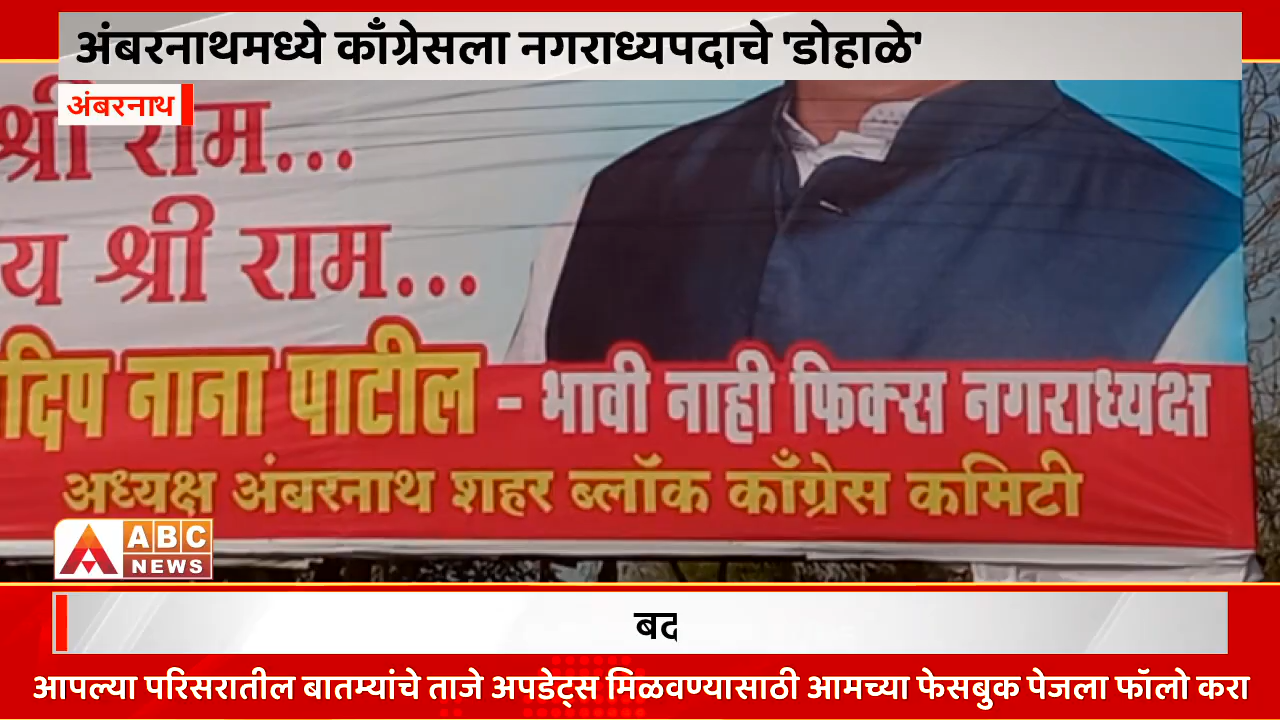 अंबरनाथमध्ये काँग्रेसला नगराध्यपदाचे 'डोहाळे'
अंबरनाथ
श्री राम...
य श्री राम...
दिप नाना पाटील - भावी नाही फिक्स नगराध्यक्ष
अध्यक्ष अंबरनाथ शहर ब्लॉक काँग्रेस कमिटी
ABC
NEWS
बद
आपल्या परिसरातील बातम्यांचे ताजे अपडेट्स मिळवण्यासाठी आमच्या फेसबुक पेजला फॉलो करा